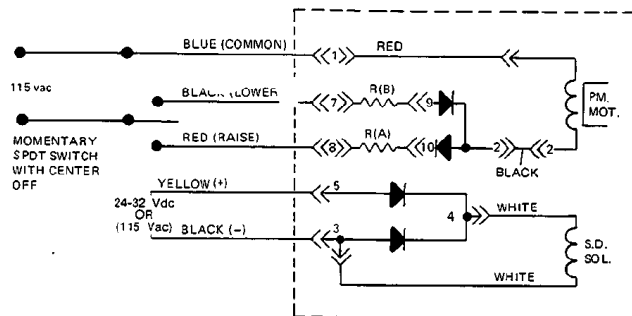 BLUE (COMMON)
1
RED
115 vac
BLACK (LOWER
7
R(B)
9
PM.
MOT.
MOMENTARY
SPDT SWITCH
WITH CENTER
OFF
RED (RAISE)
8
R(A)
10
2
2
BLACK
YELLOW (+)
5
24-32 Vdc
OR
(115 Vac)
4
WHITE
BLACK (-)
3
S.D.
SOL.
WHITE